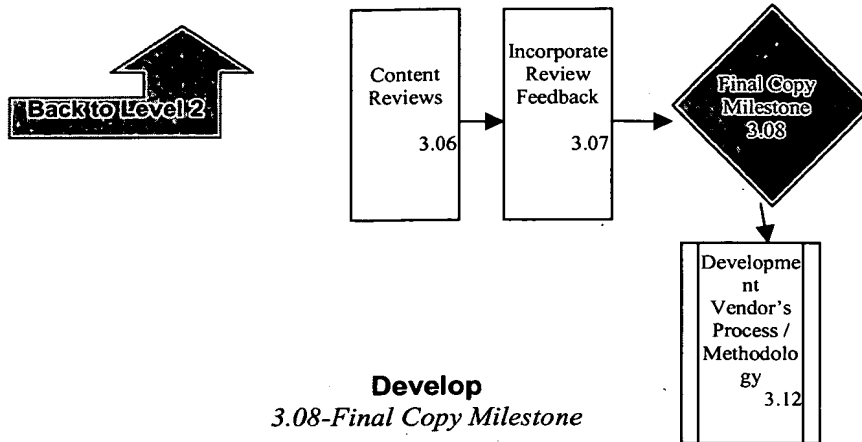 Back to Level 2
Content
Reviews
3.06
Incorporate
Review
Feedback
3.07
Final Copy
Milestone
3.08
Developme
nt
Vendor's
Process /
Methodolo
gy
3.12
Develop
3.08-Final Copy Milestone